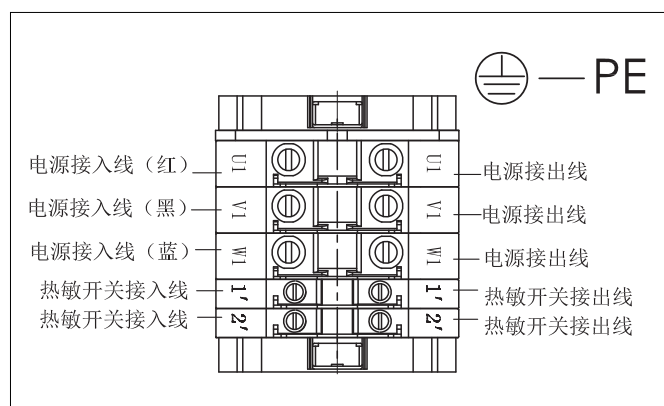 PE
电源接入线（红） U1 U1 电源接出线
电源接入线（黑） V1 V1 电源接出线
电源接入线（蓝） W1 W1 电源接出线
热敏开关接入线 1' 1' 热敏开关接出线
热敏开关接入线 2' 2' 热敏开关接出线